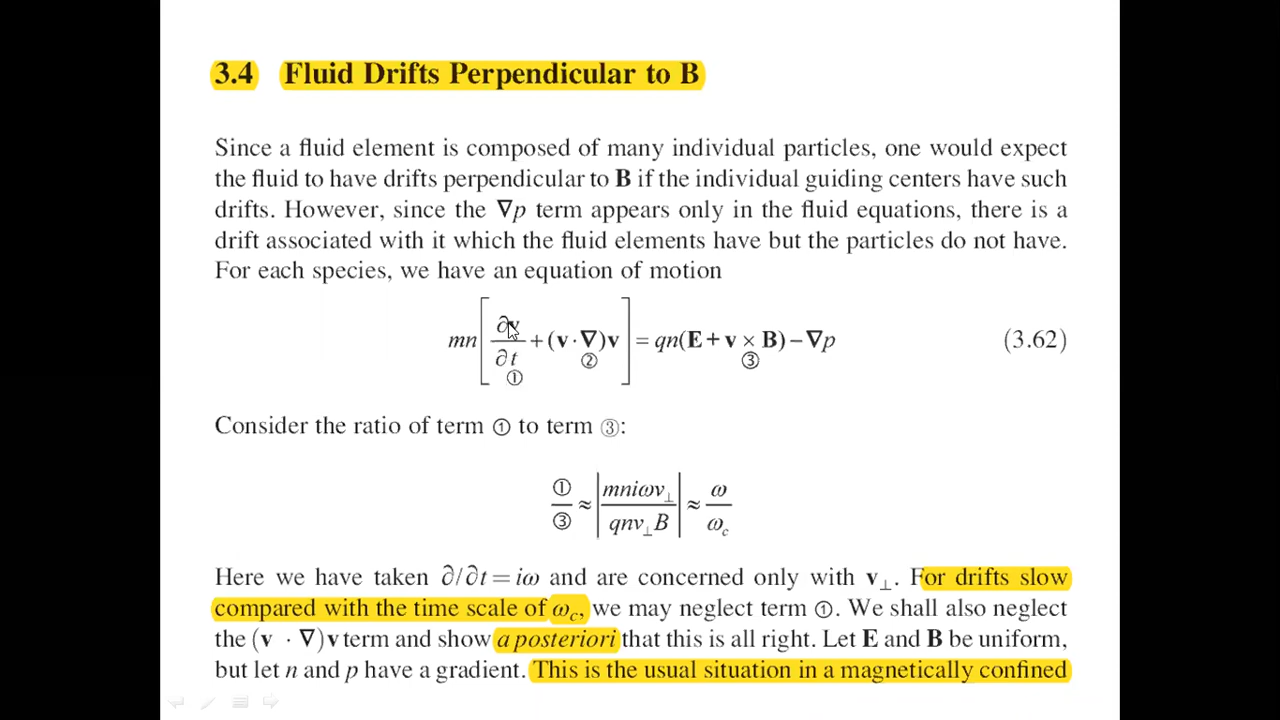 3.4 Fluid Drifts Perpendicular to B
Since a fluid element is composed of many individual particles, one would expect
the fluid to have drifts perpendicular to B if the individual guiding centers have such
drifts. However, since the ∇p term appears only in the fluid equations, there is a
drift associated with it which the fluid elements have but the particles do not have.
For each species, we have an equation of motion
mn[∂v/∂t ① + (v · ∇)v ②] = qn(E + v × B ③) − ∇p (3.62)
Consider the ratio of term ① to term ③:
①/③ ≈ |mniωv⊥/qnv⊥B| ≈ ω/ωc
Here we have taken ∂/∂t = iω and are concerned only with v⊥. For drifts slow
compared with the time scale of ωc, we may neglect term ①. We shall also neglect
the (v · ∇)v term and show a posteriori that this is all right. Let E and B be uniform,
but let n and p have a gradient. This is the usual situation in a magnetically confined